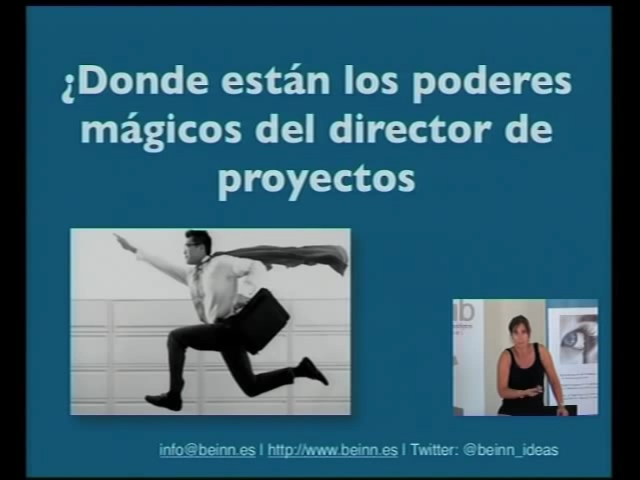 ¿Donde están los poderes
mágicos del director de
proyectos
info@beinn.es | http://www.beinn.es | Twitter: @beinn_ideas